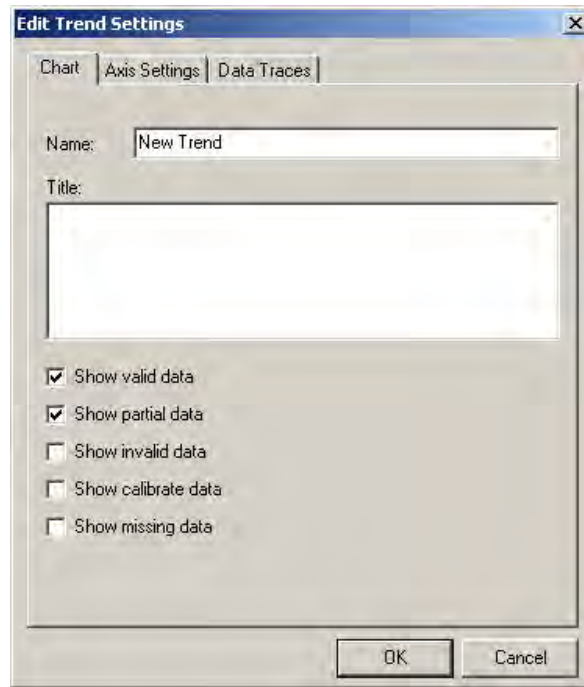 Edit Trend Settings
Chart Axis Settings Data Traces
Name: New Trend
Title:
Show valid data
Show partial data
Show invalid data
Show calibrate data
Show missing data
OK Cancel